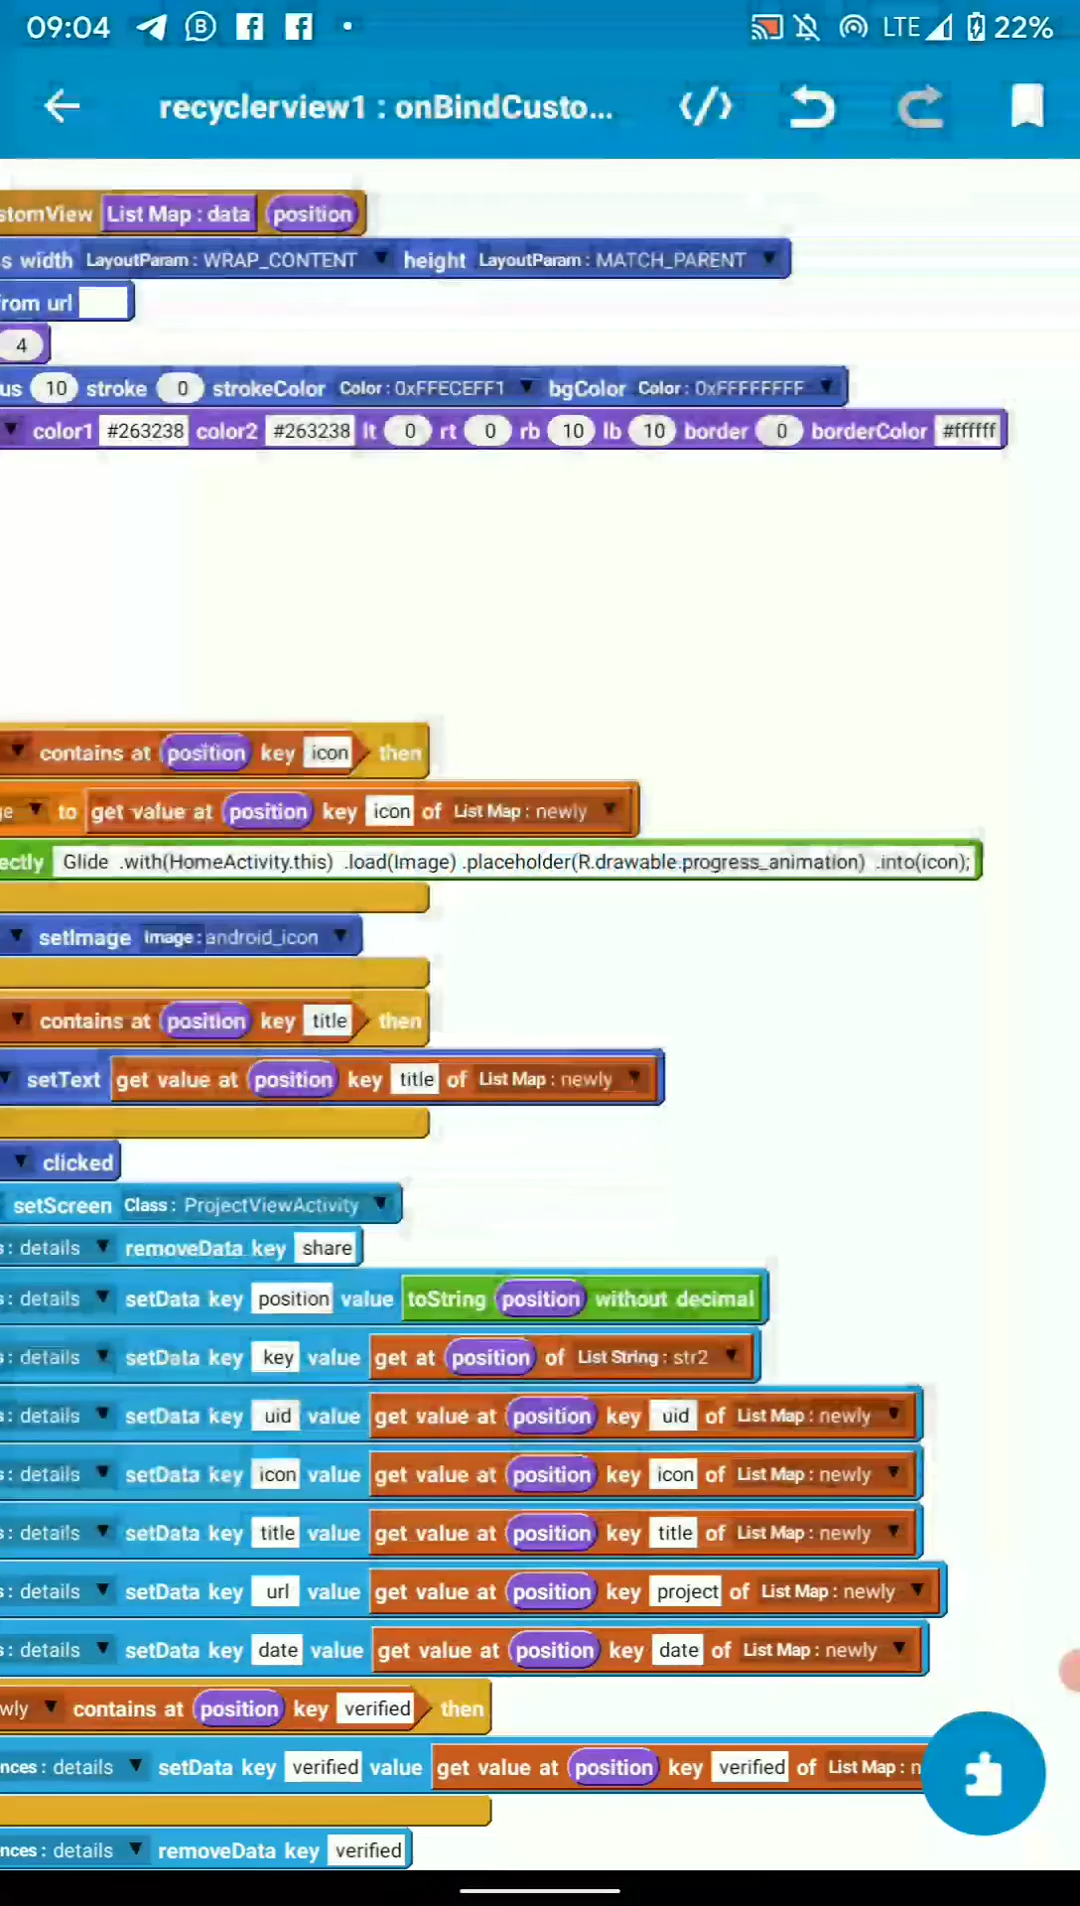 09:04 LTE 22%
recyclerview1 : onBindCusto...
stomView List Map : data position
s width LayoutParam : WRAP_CONTENT height LayoutParam : MATCH_PARENT
from url
4
us 10 stroke 0 strokeColor Color : 0xFFECEFF1 bgColor Color : 0xFFFFFFFF
color1 #263238 color2 #263238 lt 0 rt 0 rb 10 lb 10 border 0 borderColor #ffffff
contains at position key icon then
ge to get value at position key icon of List Map : newly
ectly Glide .with(HomeActivity.this) .load(Image) .placeholder(R.drawable.progress_animation) .into(icon);
setImage Image : android_icon
contains at position key title then
setText get value at position key title of List Map : newly
clicked
setScreen Class : ProjectViewActivity
s : details removeData key share
s : details setData key position value toString position without decimal
s : details setData key key value get at position of List String : str2
s : details setData key uid value get value at position key uid of List Map : newly
s : details setData key icon value get value at position key icon of List Map : newly
s : details setData key title value get value at position key title of List Map : newly
s : details setData key url value get value at position key project of List Map : newly
s : details setData key date value get value at position key date of List Map : newly
wly contains at position key verified then
nces : details setData key verified value get value at position key verified of List Map : n
nces : details removeData key verified